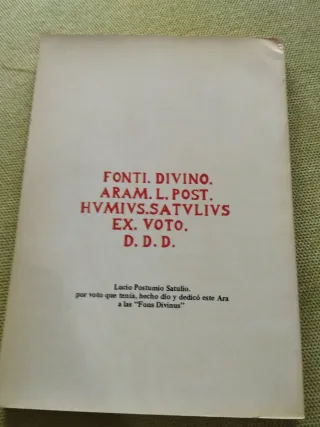 FONTI. DIVINO.
ARAM. L. POST.
HVMIVS.SATVLIVS
EX. VOTO.
D. D. D.
Lucio Postumio Satulio.
por voto que tenía, hecho dio y dedicó este Ara
a las "Fons Divinus"